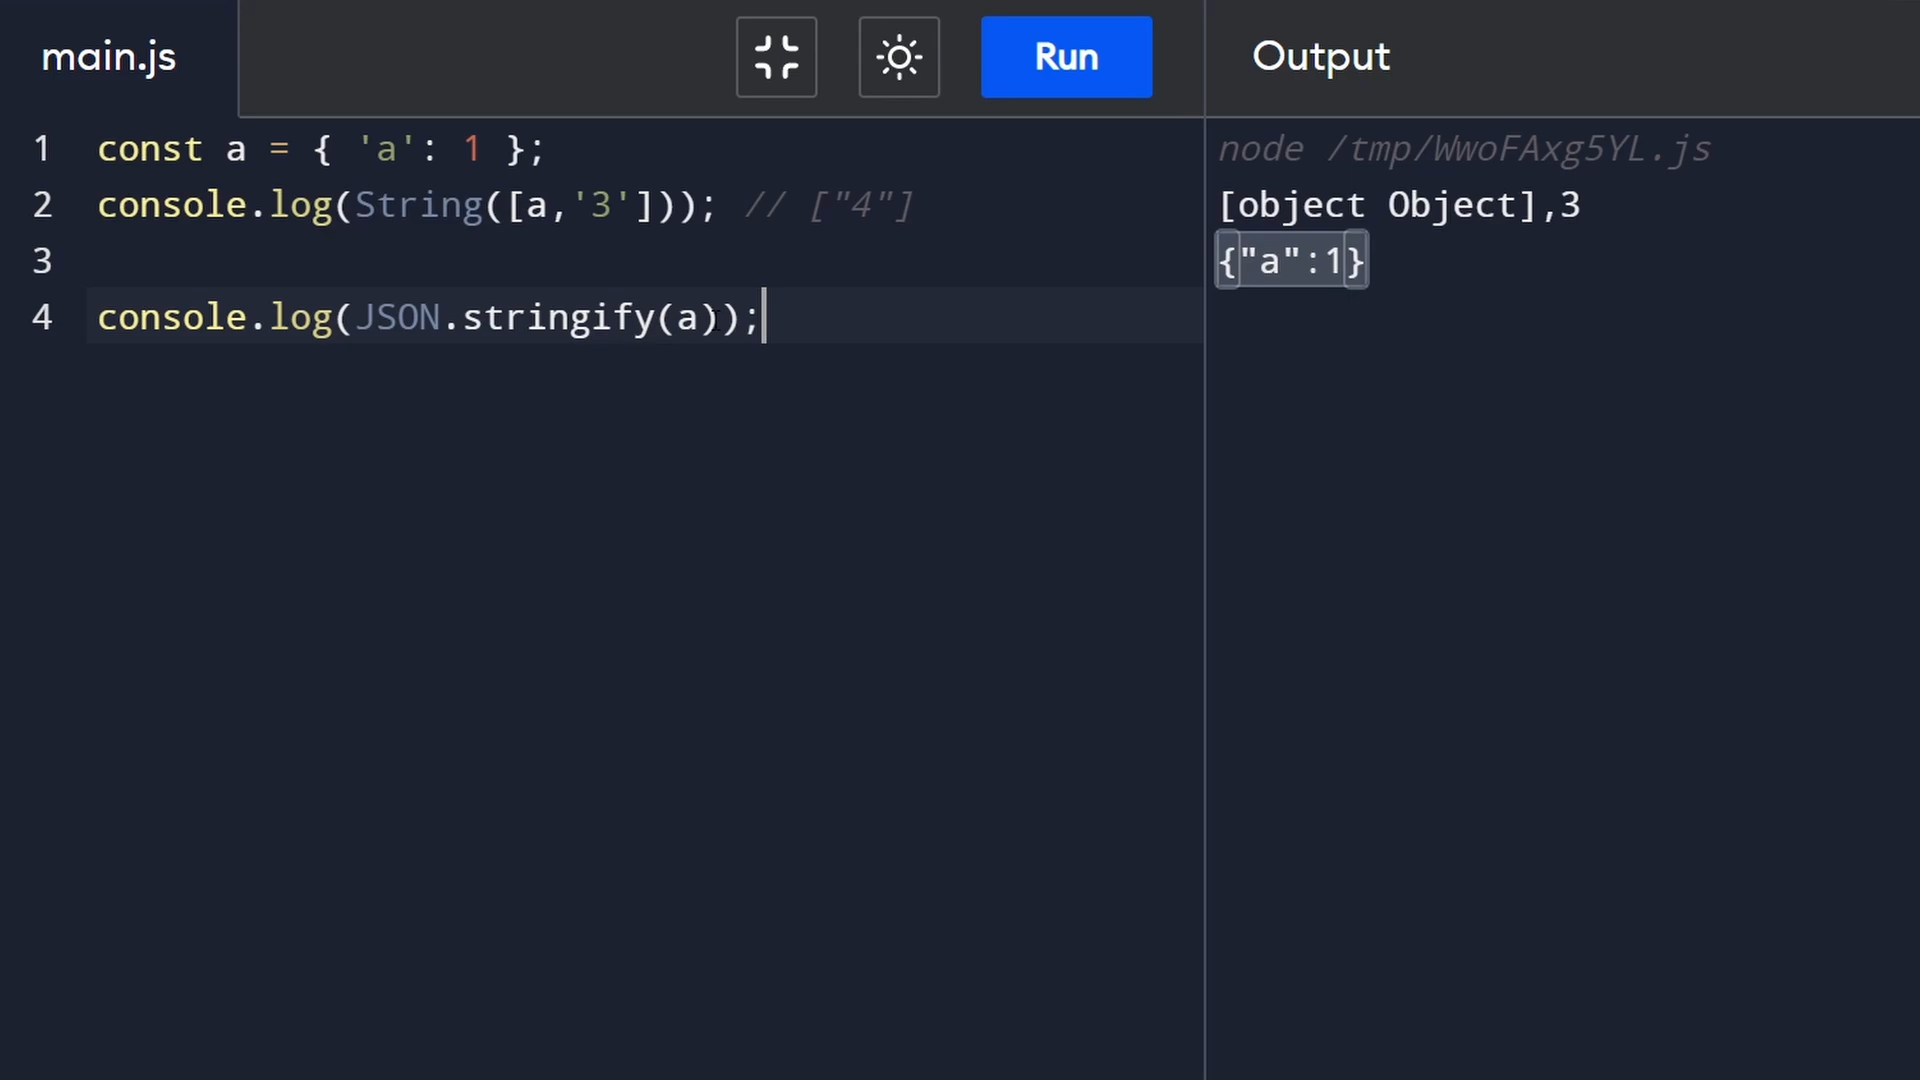 main.js
Run
Output
1 const a = { 'a': 1 };
2 console.log(String([a,'3'])); // ["4"]
3
4 console.log(JSON.stringify(a));
node /tmp/WwoFAxg5YL.js
[object Object],3
{"a":1}